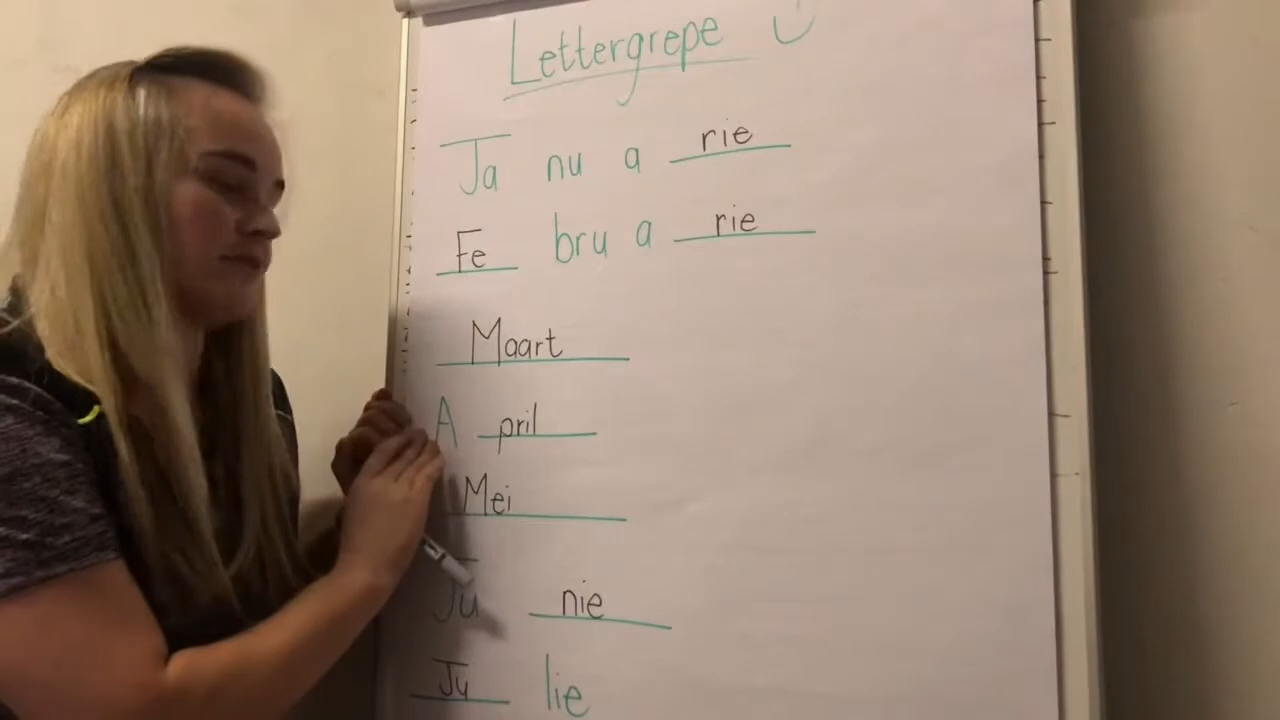 Lettergrepe
Ja nu a rie
Fe bru a rie
Maart
A pril
Mei
Ju nie
Ju lie